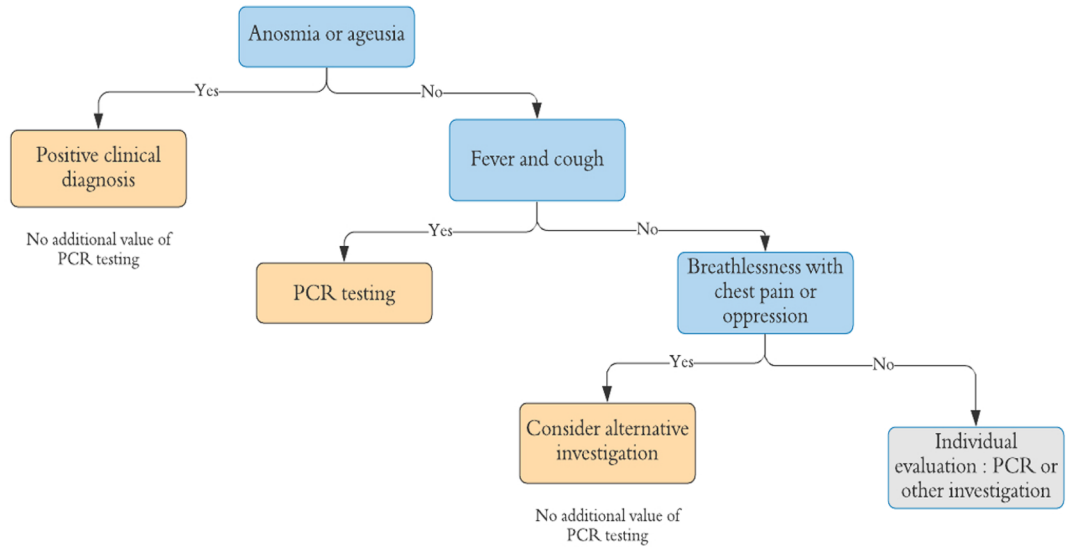 Anosmia or ageusia
Yes
No
Positive clinical
diagnosis
Fever and cough
No additional value of
PCR testing
Yes
No
PCR testing
Breathlessness with
chest pain or
oppression
Yes
No
Consider alternative
investigation
Individual
evaluation : PCR or
other investigation
No additional value of
PCR testing